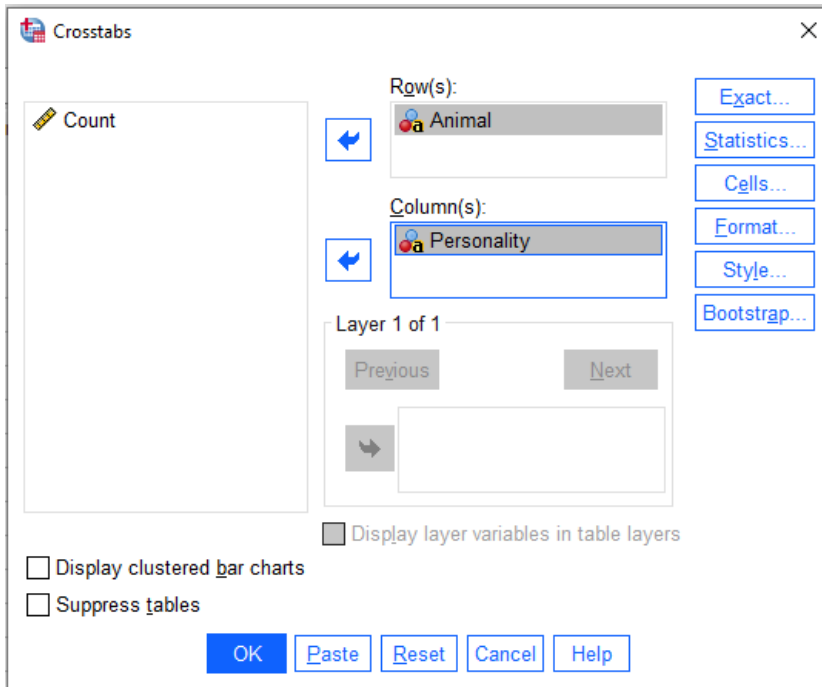 Crosstabs
Count
Row(s):
a Animal
Column(s):
a Personality
Exact...
Statistics...
Cells...
Format...
Style...
Bootstrap...
Layer 1 of 1
Previous
Next
Display layer variables in table layers
Display clustered bar charts
Suppress tables
OK
Paste
Reset
Cancel
Help